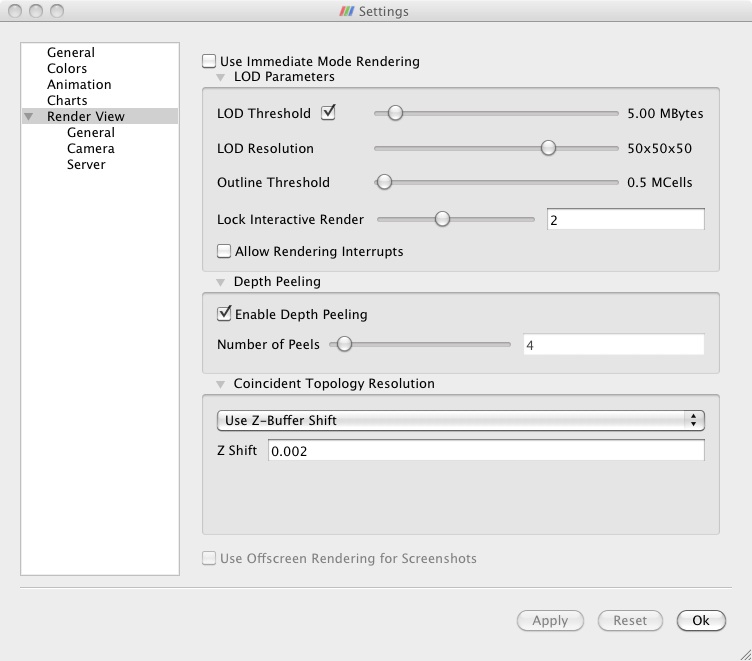 Settings
General
Colors
Animation
Charts
Render View
General
Camera
Server
Use Immediate Mode Rendering
LOD Parameters
LOD Threshold 5.00 MBytes
LOD Resolution 50x50x50
Outline Threshold 0.5 MCells
Lock Interactive Render 2
Allow Rendering Interrupts
Depth Peeling
Enable Depth Peeling
Number of Peels 4
Coincident Topology Resolution
Use Z-Buffer Shift
Z Shift 0.002
Use Offscreen Rendering for Screenshots
Apply Reset Ok